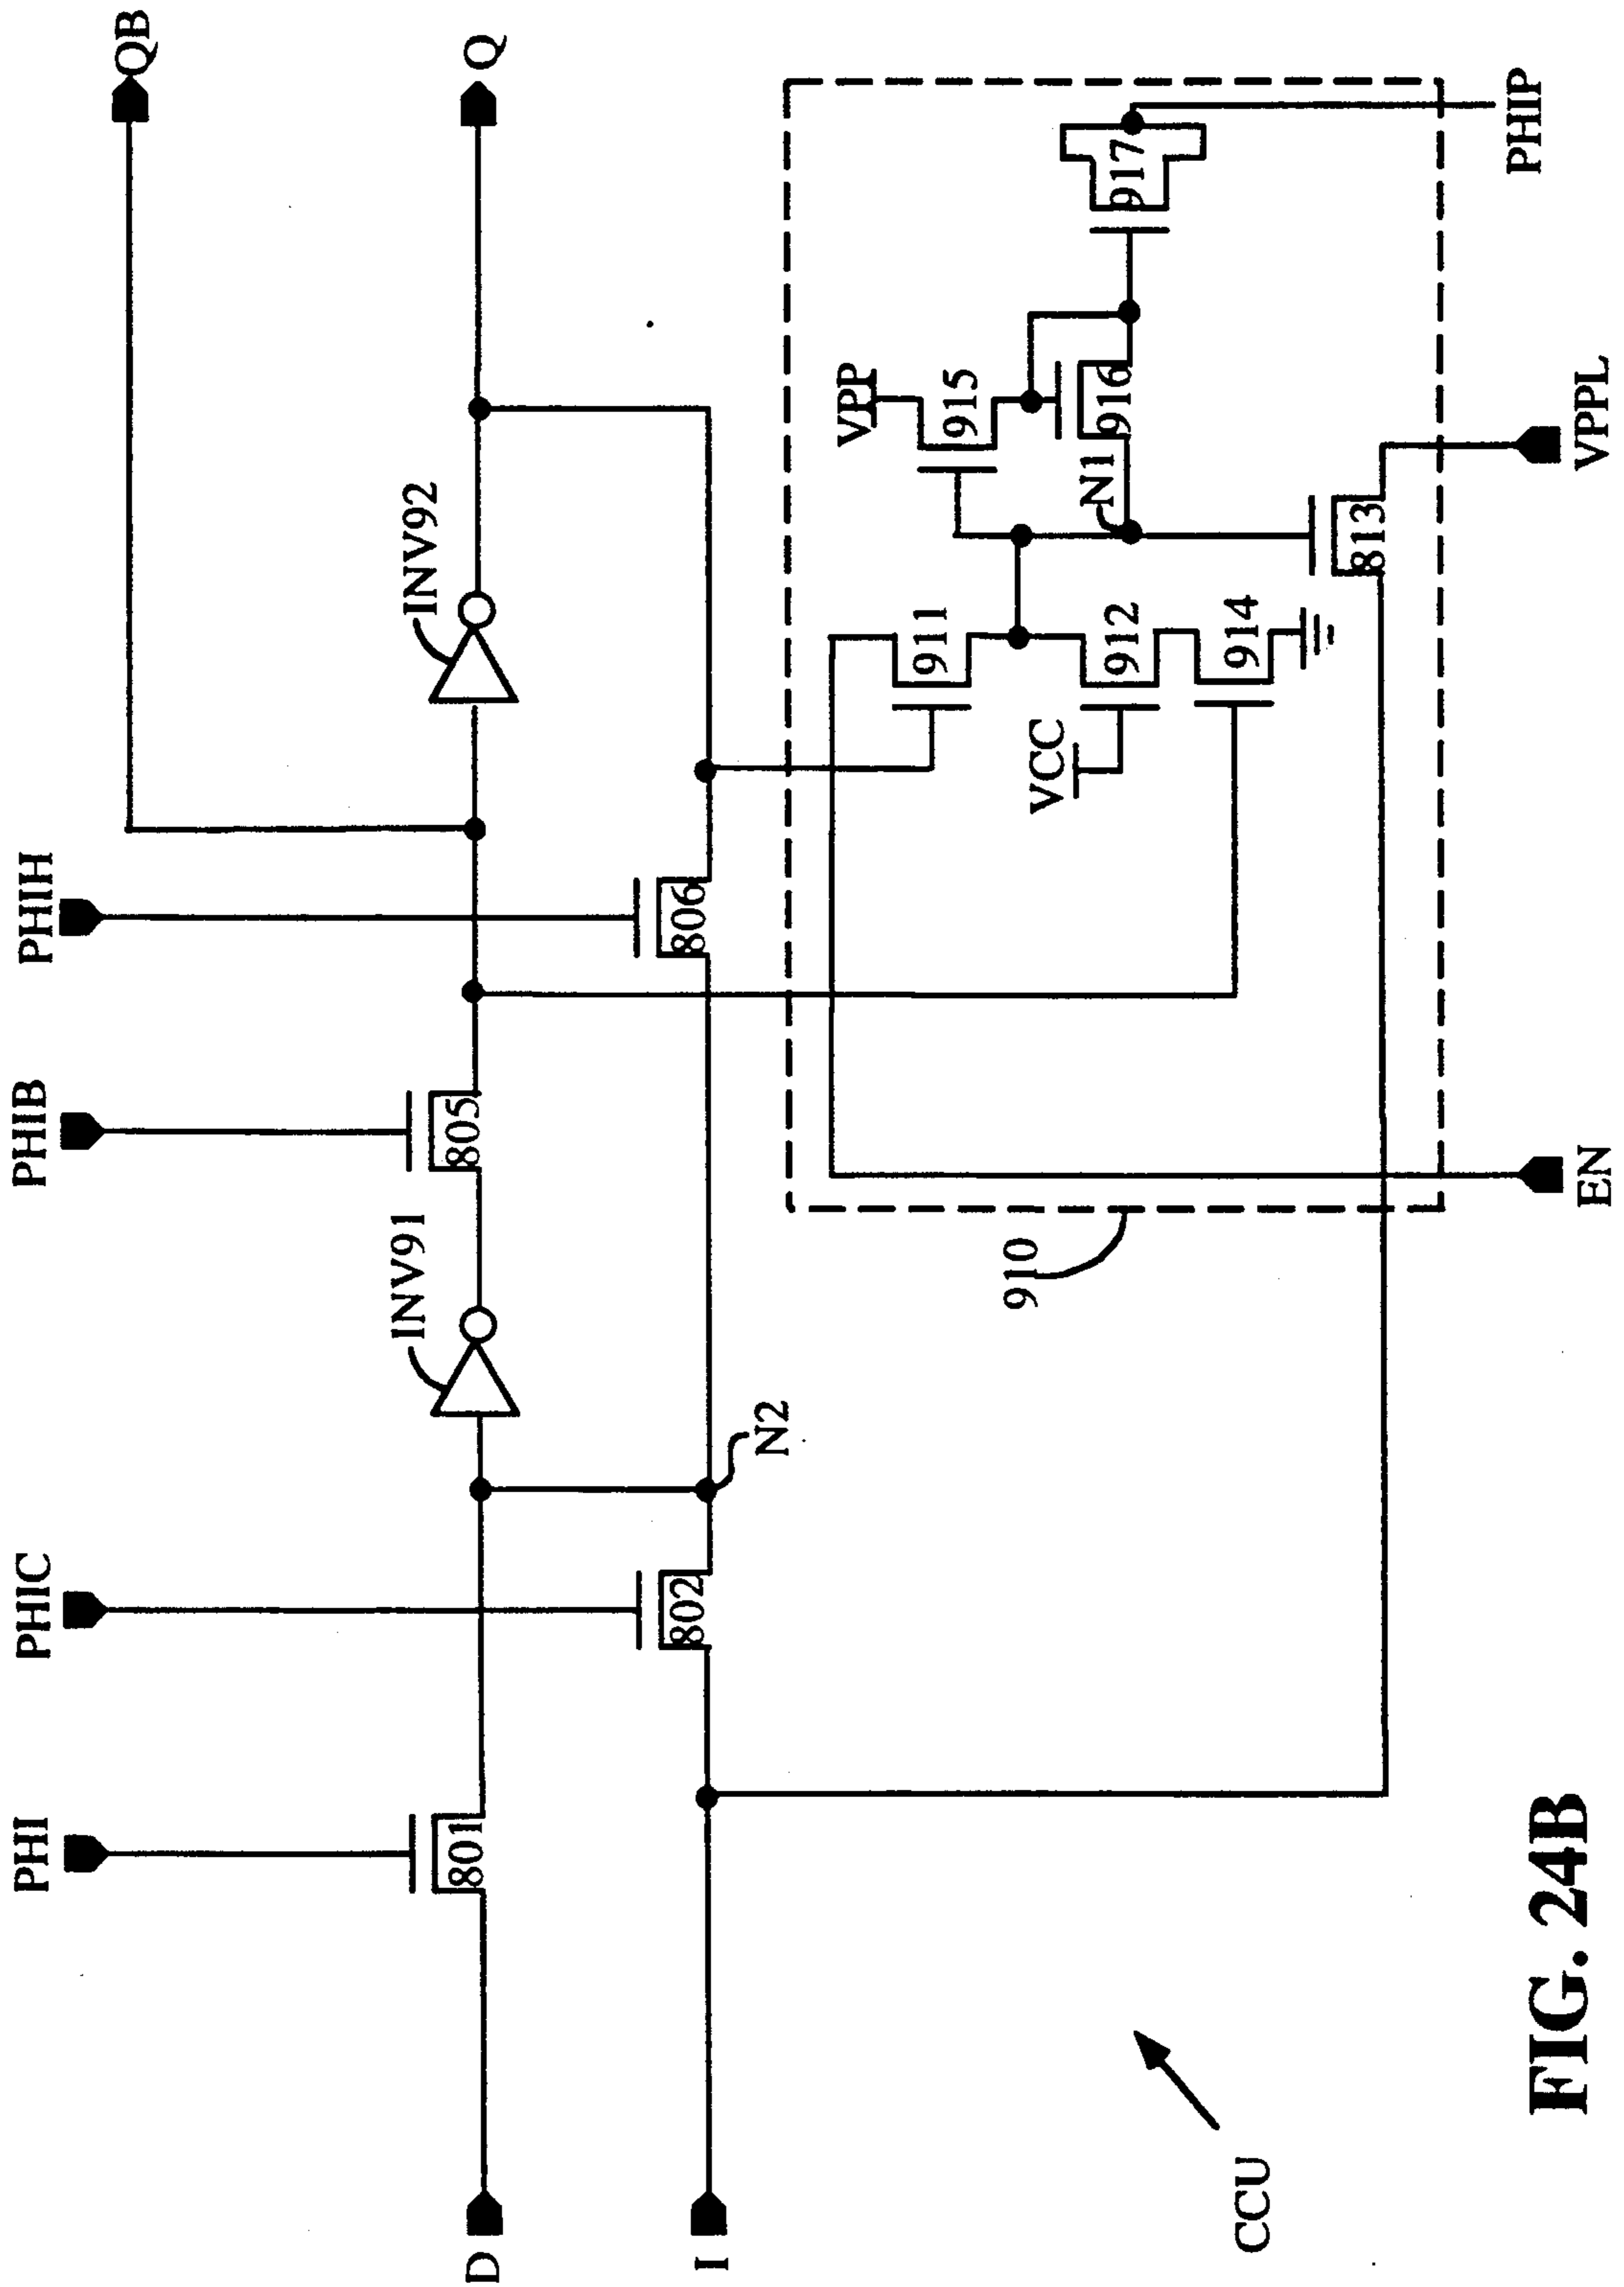 PHI
PHIC
PHIB
PHIH
QB
D
801
INV91
805
INV92
Q
I
802
N2
806
910
911
VCC
912
914
VPP
915
N1
916
917
813
EN
VPPL
PHIP
CCU
FIG. 24B